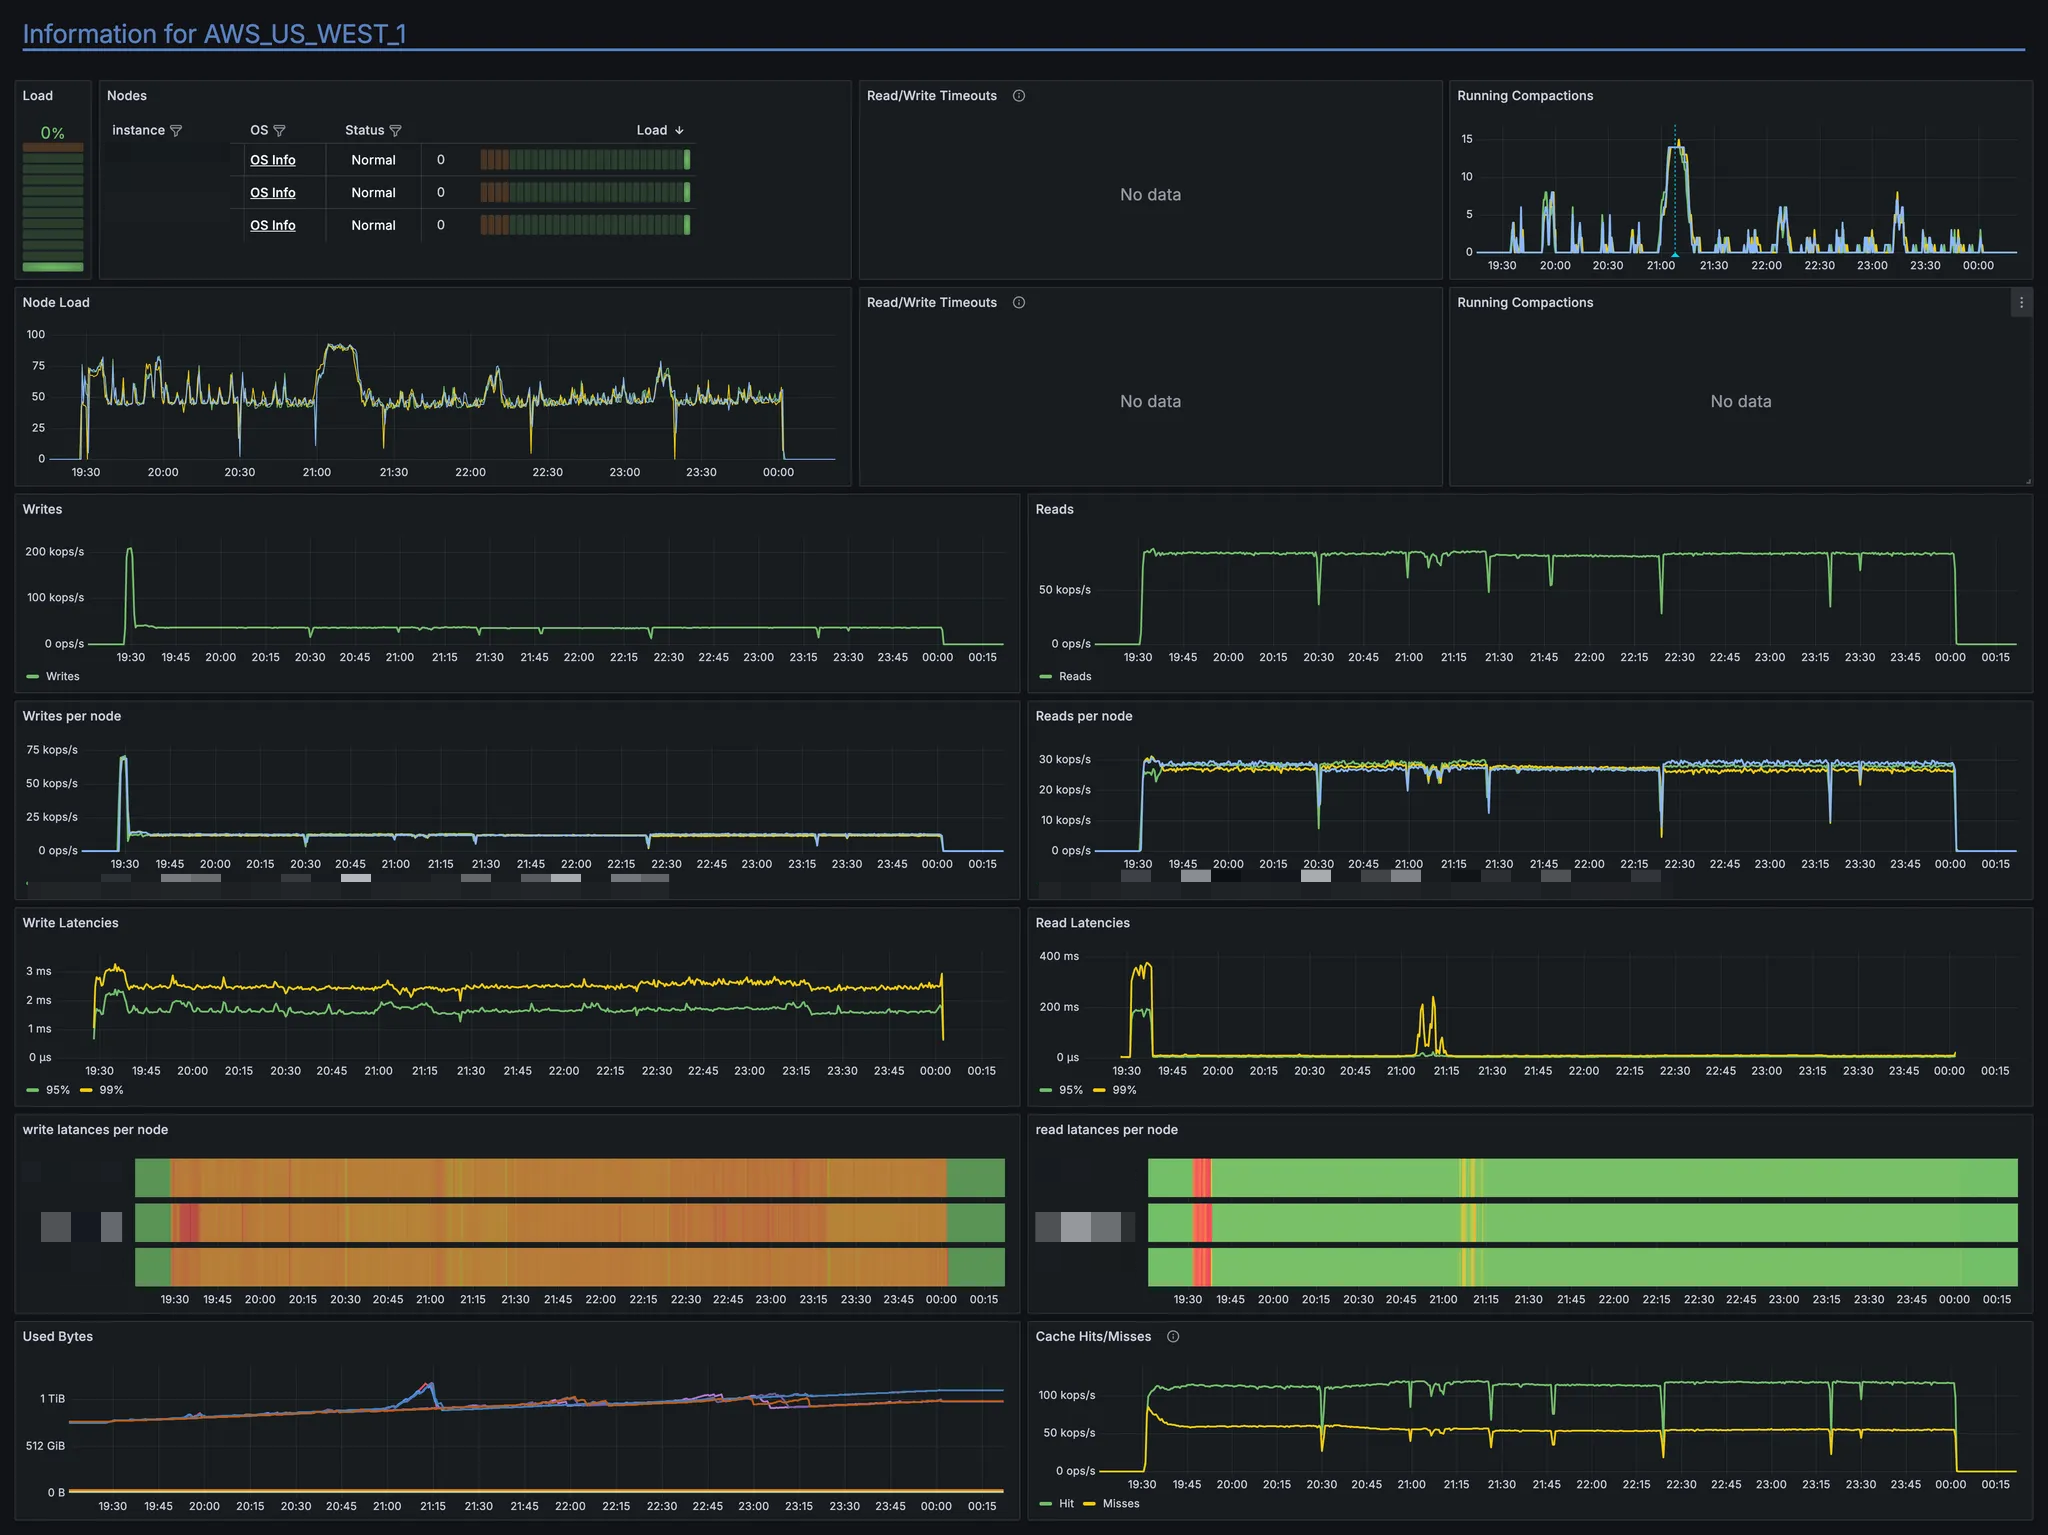 Information for AWS_US_WEST_1
Load
0%
Nodes
instance OS Status Load
OS Info Normal 0
OS Info Normal 0
OS Info Normal 0
Read/Write Timeouts
No data
Running Compactions
15
10
5
0
19:30 20:00 20:30 21:00 21:30 22:00 22:30 23:00 23:30 00:00
Node Load
100
75
50
25
0
19:30 20:00 20:30 21:00 21:30 22:00 22:30 23:00 23:30 00:00
Read/Write Timeouts
No data
Running Compactions
No data
Writes
200 kops/s
100 kops/s
0 ops/s
19:30 19:45 20:00 20:15 20:30 20:45 21:00 21:15 21:30 21:45 22:00 22:15 22:30 22:45 23:00 23:15 23:30 23:45 00:00 00:15
Writes
Reads
50 kops/s
0 ops/s
19:30 19:45 20:00 20:15 20:30 20:45 21:00 21:15 21:30 21:45 22:00 22:15 22:30 22:45 23:00 23:15 23:30 23:45 00:00 00:15
Reads
Writes per node
75 kops/s
50 kops/s
25 kops/s
0 ops/s
19:30 19:45 20:00 20:15 20:30 20:45 21:00 21:15 21:30 21:45 22:00 22:15 22:30 22:45 23:00 23:15 23:30 23:45 00:00 00:15
Reads per node
30 kops/s
20 kops/s
10 kops/s
0 ops/s
19:30 19:45 20:00 20:15 20:30 20:45 21:00 21:15 21:30 21:45 22:00 22:15 22:30 22:45 23:00 23:15 23:30 23:45 00:00 00:15
Write Latencies
3 ms
2 ms
1 ms
0 µs
19:30 19:45 20:00 20:15 20:30 20:45 21:00 21:15 21:30 21:45 22:00 22:15 22:30 22:45 23:00 23:15 23:30 23:45 00:00 00:15
95% 99%
Read Latencies
400 ms
200 ms
0 µs
19:30 19:45 20:00 20:15 20:30 20:45 21:00 21:15 21:30 21:45 22:00 22:15 22:30 22:45 23:00 23:15 23:30 23:45 00:00 00:15
95% 99%
write latances per node
19:30 19:45 20:00 20:15 20:30 20:45 21:00 21:15 21:30 21:45 22:00 22:15 22:30 22:45 23:00 23:15 23:30 23:45 00:00 00:15
read latances per node
19:30 19:45 20:00 20:15 20:30 20:45 21:00 21:15 21:30 21:45 22:00 22:15 22:30 22:45 23:00 23:15 23:30 23:45 00:00 00:15
Used Bytes
1 TiB
512 GiB
0 B
19:30 19:45 20:00 20:15 20:30 20:45 21:00 21:15 21:30 21:45 22:00 22:15 22:30 22:45 23:00 23:15 23:30 23:45 00:00 00:15
Cache Hits/Misses
100 kops/s
50 kops/s
0 ops/s
19:30 19:45 20:00 20:15 20:30 20:45 21:00 21:15 21:30 21:45 22:00 22:15 22:30 22:45 23:00 23:15 23:30 23:45 00:00 00:15
Hit Misses